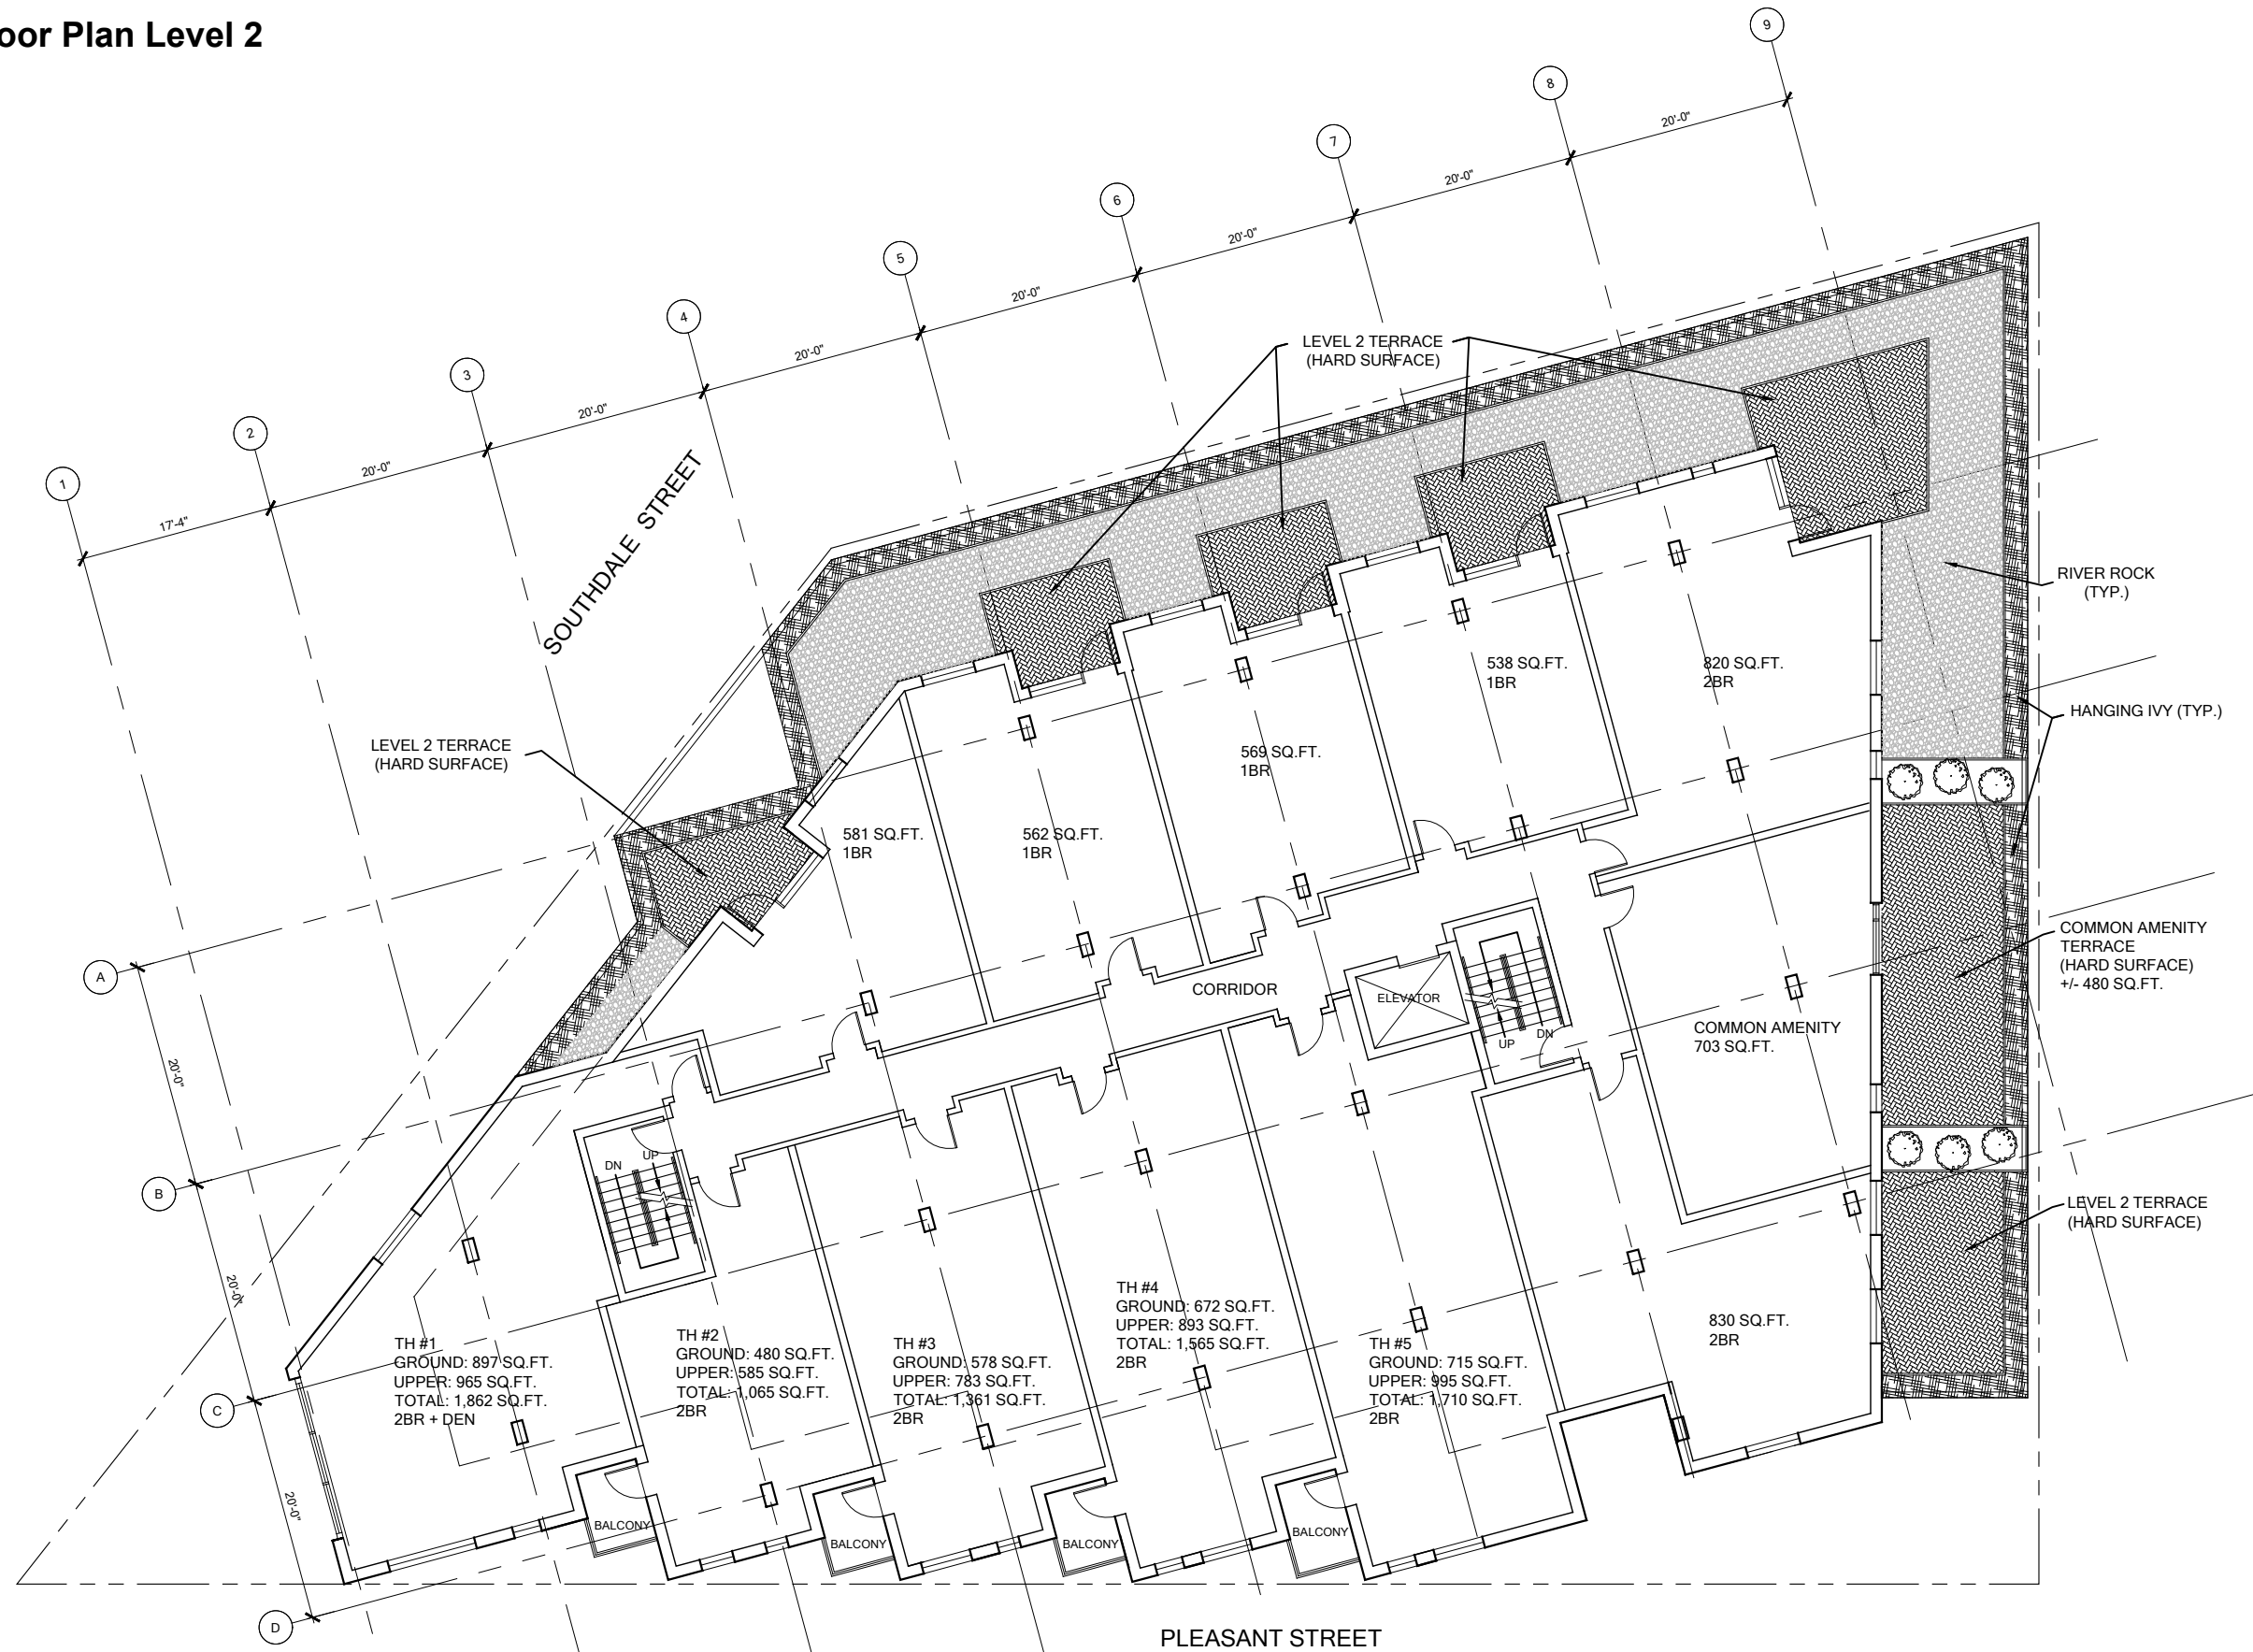 oor Plan Level 2
9
8
7
6
5
4
3
2
1
20'-0"
20'-0"
20'-0"
20'-0"
20'-0"
20'-0"
20'-0"
17'-4"
SOUTHDALE STREET
LEVEL 2 TERRACE
(HARD SURFACE)
RIVER ROCK
(TYP.)
HANGING IVY (TYP.)
LEVEL 2 TERRACE
(HARD SURFACE)
538 SQ.FT.
1BR
820 SQ.FT.
2BR
569 SQ.FT.
1BR
581 SQ.FT.
1BR
562 SQ.FT.
1BR
COMMON AMENITY
TERRACE
(HARD SURFACE)
+/- 480 SQ.FT.
A
B
C
D
20'-0"
20'-0"
20'-0"
CORRIDOR
ELEVATOR
UP
DN
COMMON AMENITY
703 SQ.FT.
DN
UP
LEVEL 2 TERRACE
(HARD SURFACE)
TH #1
GROUND: 897 SQ.FT.
UPPER: 965 SQ.FT.
TOTAL: 1,862 SQ.FT.
2BR + DEN
TH #2
GROUND: 480 SQ.FT.
UPPER: 585 SQ.FT.
TOTAL: 1,065 SQ.FT.
2BR
TH #3
GROUND: 578 SQ.FT.
UPPER: 783 SQ.FT.
TOTAL: 1,361 SQ.FT.
2BR
TH #4
GROUND: 672 SQ.FT.
UPPER: 893 SQ.FT.
TOTAL: 1,565 SQ.FT.
2BR
TH #5
GROUND: 715 SQ.FT.
UPPER: 995 SQ.FT.
TOTAL: 1,710 SQ.FT.
2BR
830 SQ.FT.
2BR
BALCONY
BALCONY
BALCONY
BALCONY
PLEASANT STREET